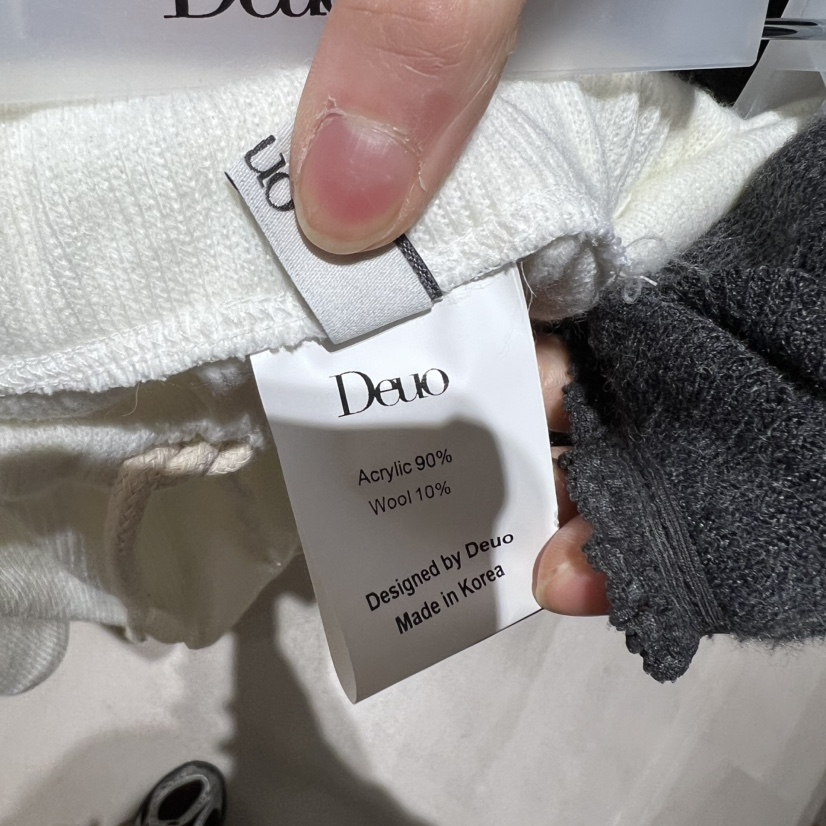 Deuo
Acrylic 90%
Wool 10%
Designed by Deuo
Made in Korea